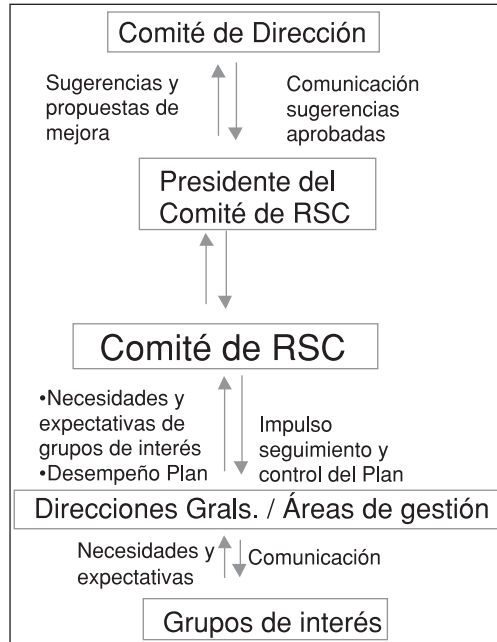 Comité de Dirección
Sugerencias y
propuestas de
mejora
Comunicación
sugerencias
aprobadas
Presidente del
Comité de RSC
Comité de RSC
•Necesidades y
expectativas de
grupos de interés
•Desempeño Plan
Impulso
seguimiento y
control del Plan
Direcciones Grals. / Áreas de gestión
Necesidades y
expectativas
Comunicación
Grupos de interés